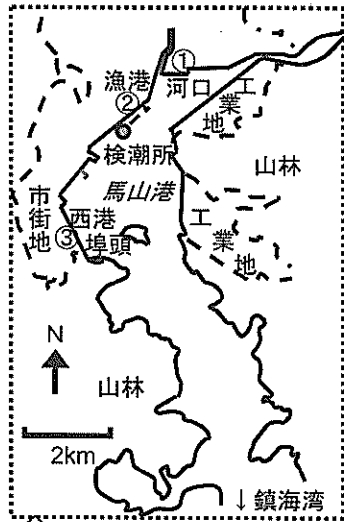 ①
漁港
②
河口
工業地
検潮所
馬山港
山林
市街地
西港
③
埠頭
工業地
N
山林
2km
↓鎮海湾